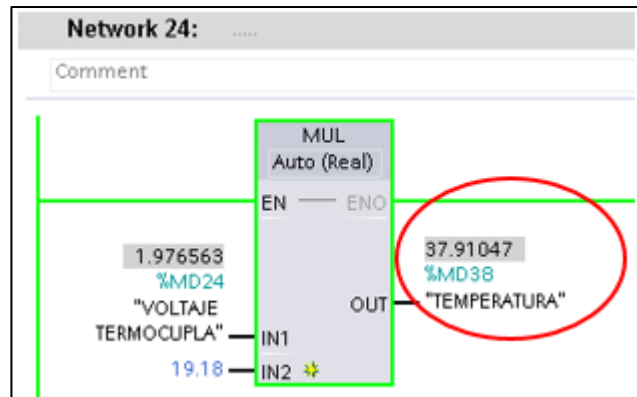 Network 24: .....
Comment
MUL
Auto (Real)
EN ENO
1.976563
%MD24
"VOLTAJE
TERMOCUPLA"
IN1
19.18
IN2
37.91047
%MD38
OUT
"TEMPERATURA"